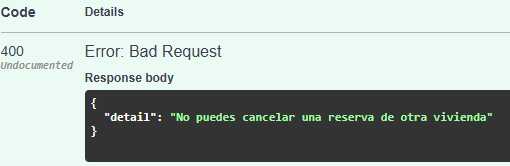 Code Details
400 Error: Bad Request
Undocumented
Response body
{
"detail": "No puedes cancelar una reserva de otra vivienda"
}